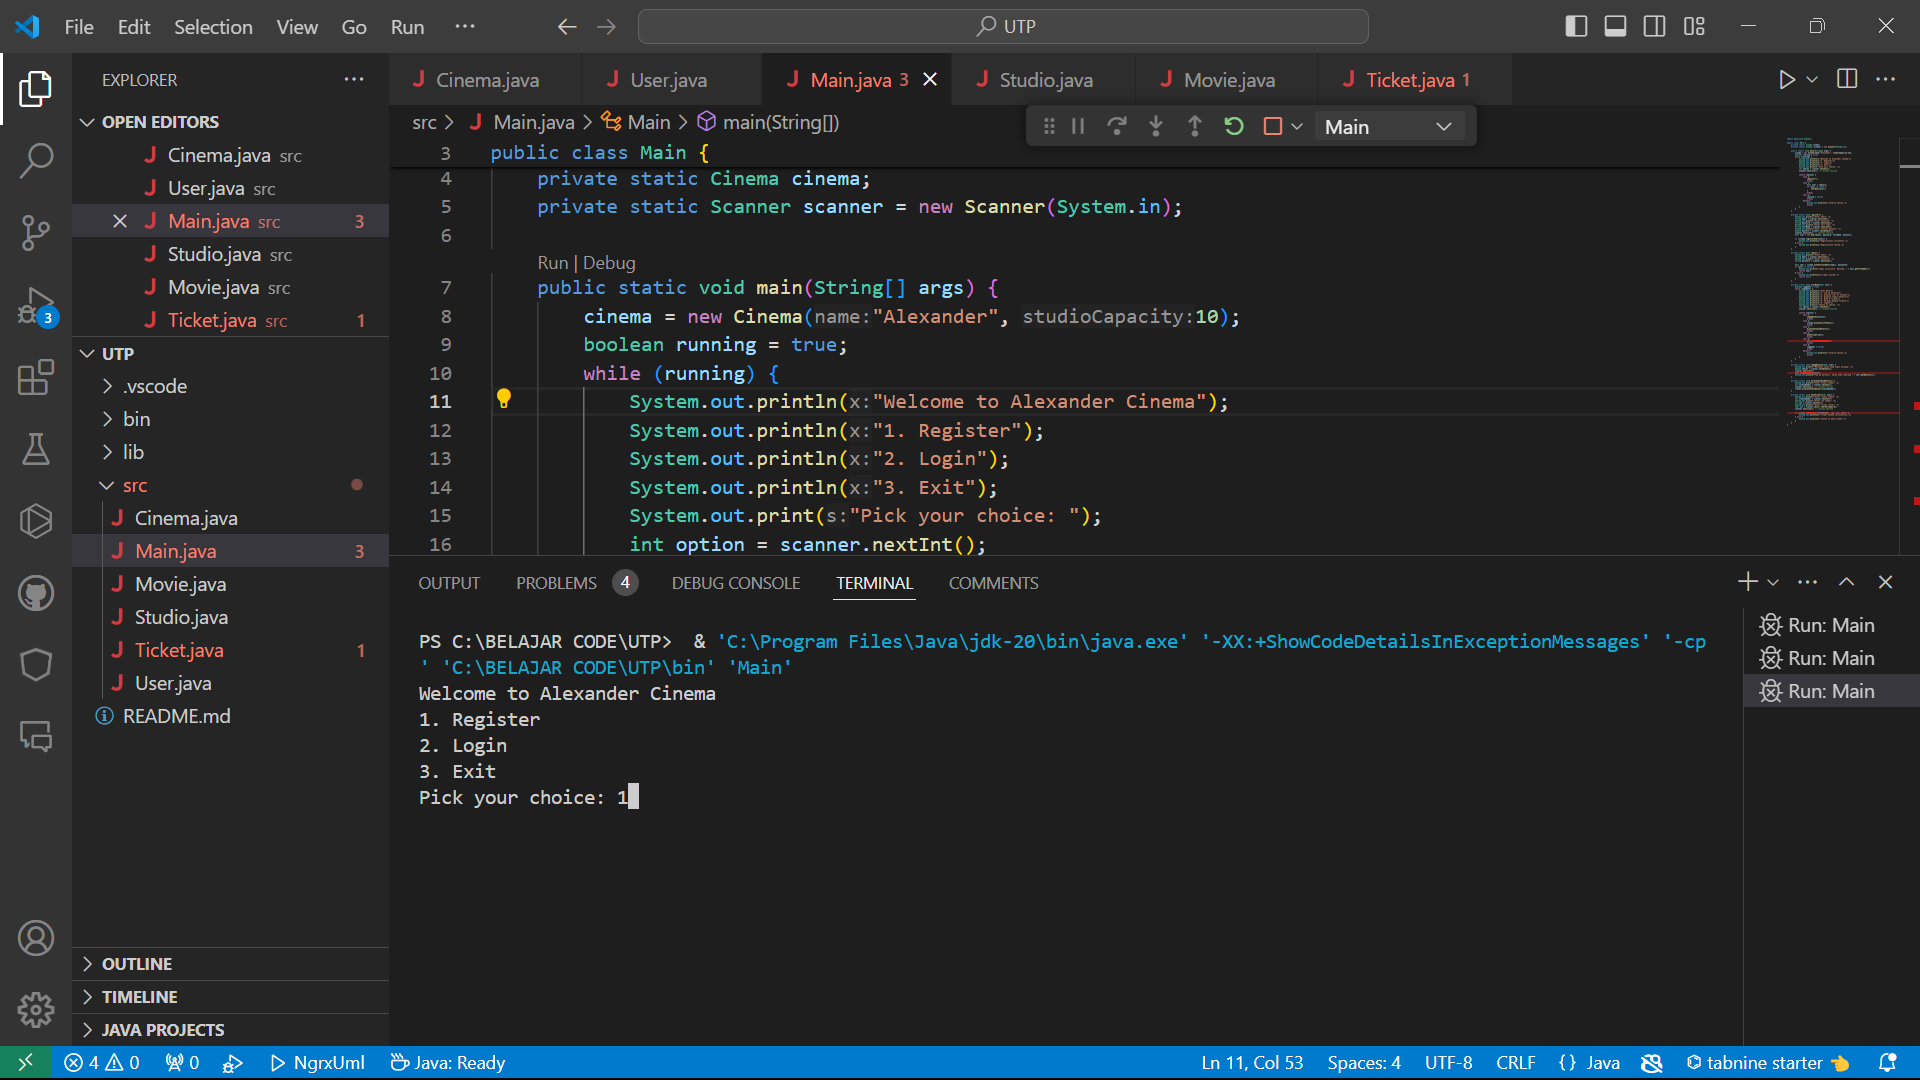 File Edit Selection View Go Run ··· UTP
EXPLORER
OPEN EDITORS
Cinema.java src
User.java src
Main.java src 3
Studio.java src
Movie.java src
Ticket.java src 1
UTP
.vscode
bin
lib
src
Cinema.java
Main.java 3
Movie.java
Studio.java
Ticket.java 1
User.java
README.md
OUTLINE
TIMELINE
JAVA PROJECTS
3
Cinema.java User.java Main.java 3 Studio.java Movie.java Ticket.java 1
src > Main.java > Main > main(String[])
Main
3 public class Main {
4 private static Cinema cinema;
5 private static Scanner scanner = new Scanner(System.in);
6
Run | Debug
7 public static void main(String[] args) {
8 cinema = new Cinema(name:"Alexander", studioCapacity:10);
9 boolean running = true;
10 while (running) {
11 System.out.println(x:"Welcome to Alexander Cinema");
12 System.out.println(x:"1. Register");
13 System.out.println(x:"2. Login");
14 System.out.println(x:"3. Exit");
15 System.out.print(s:"Pick your choice: ");
16 int option = scanner.nextInt();
OUTPUT PROBLEMS 4 DEBUG CONSOLE TERMINAL COMMENTS
PS C:\BELAJAR CODE\UTP>  & 'C:\Program Files\Java\jdk-20\bin\java.exe' '-XX:+ShowCodeDetailsInExceptionMessages' '-cp
' 'C:\BELAJAR CODE\UTP\bin' 'Main'
Welcome to Alexander Cinema
1. Register
2. Login
3. Exit
Pick your choice: 1
Run: Main
Run: Main
Run: Main
4 0 0 NgrxUml Java: Ready Ln 11, Col 53 Spaces: 4 UTF-8 CRLF {} Java tabnine starter